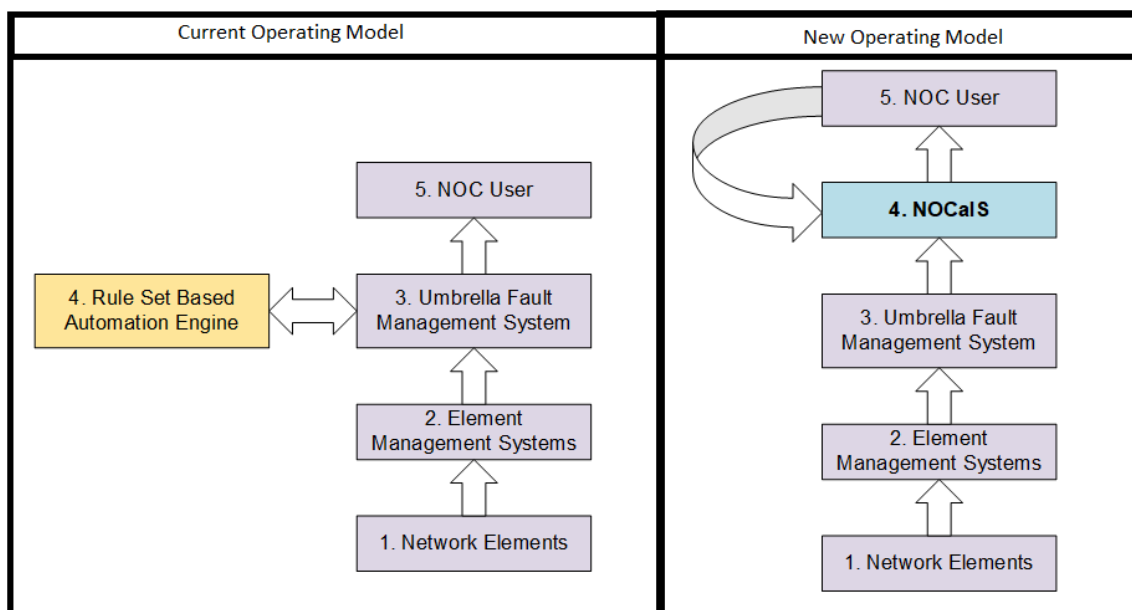 Current Operating Model
5. NOC User
4. Rule Set Based
Automation Engine
3. Umbrella Fault
Management System
2. Element
Management Systems
1. Network Elements
New Operating Model
5. NOC User
4. NOCaIS
3. Umbrella Fault
Management System
2. Element
Management Systems
1. Network Elements